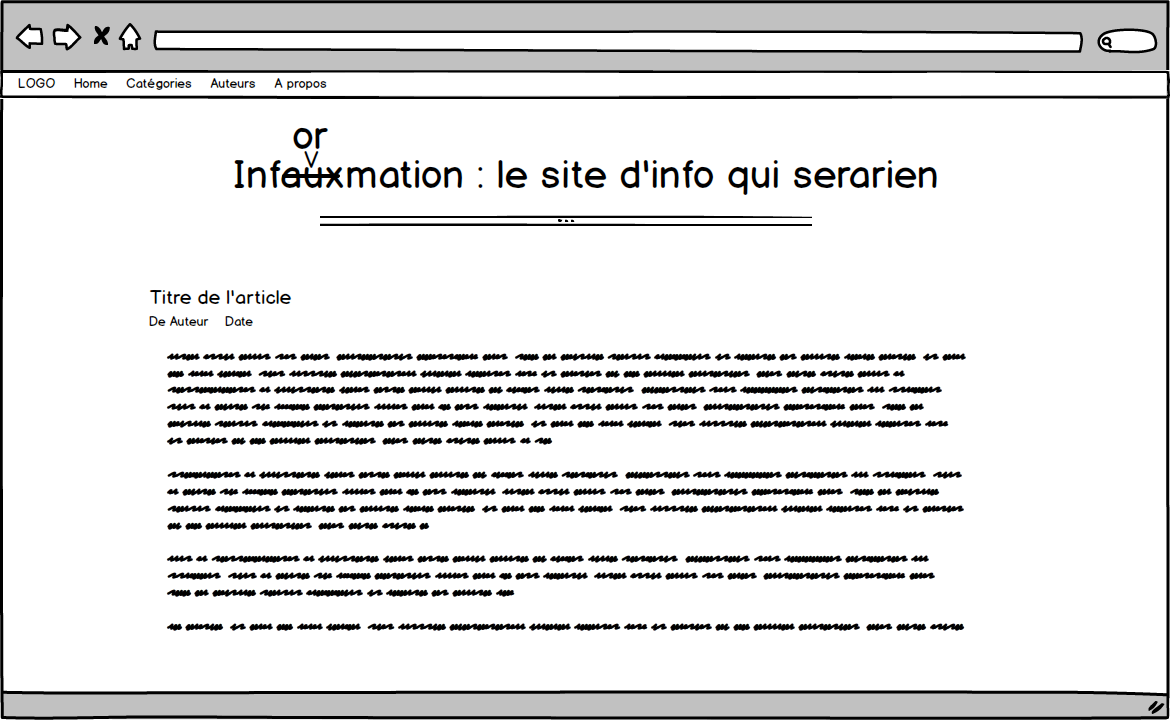 LOGO Home Catégories Auteurs A propos
or
V
Infauxmation : le site d'info qui serarien
Titre de l'article
De Auteur Date